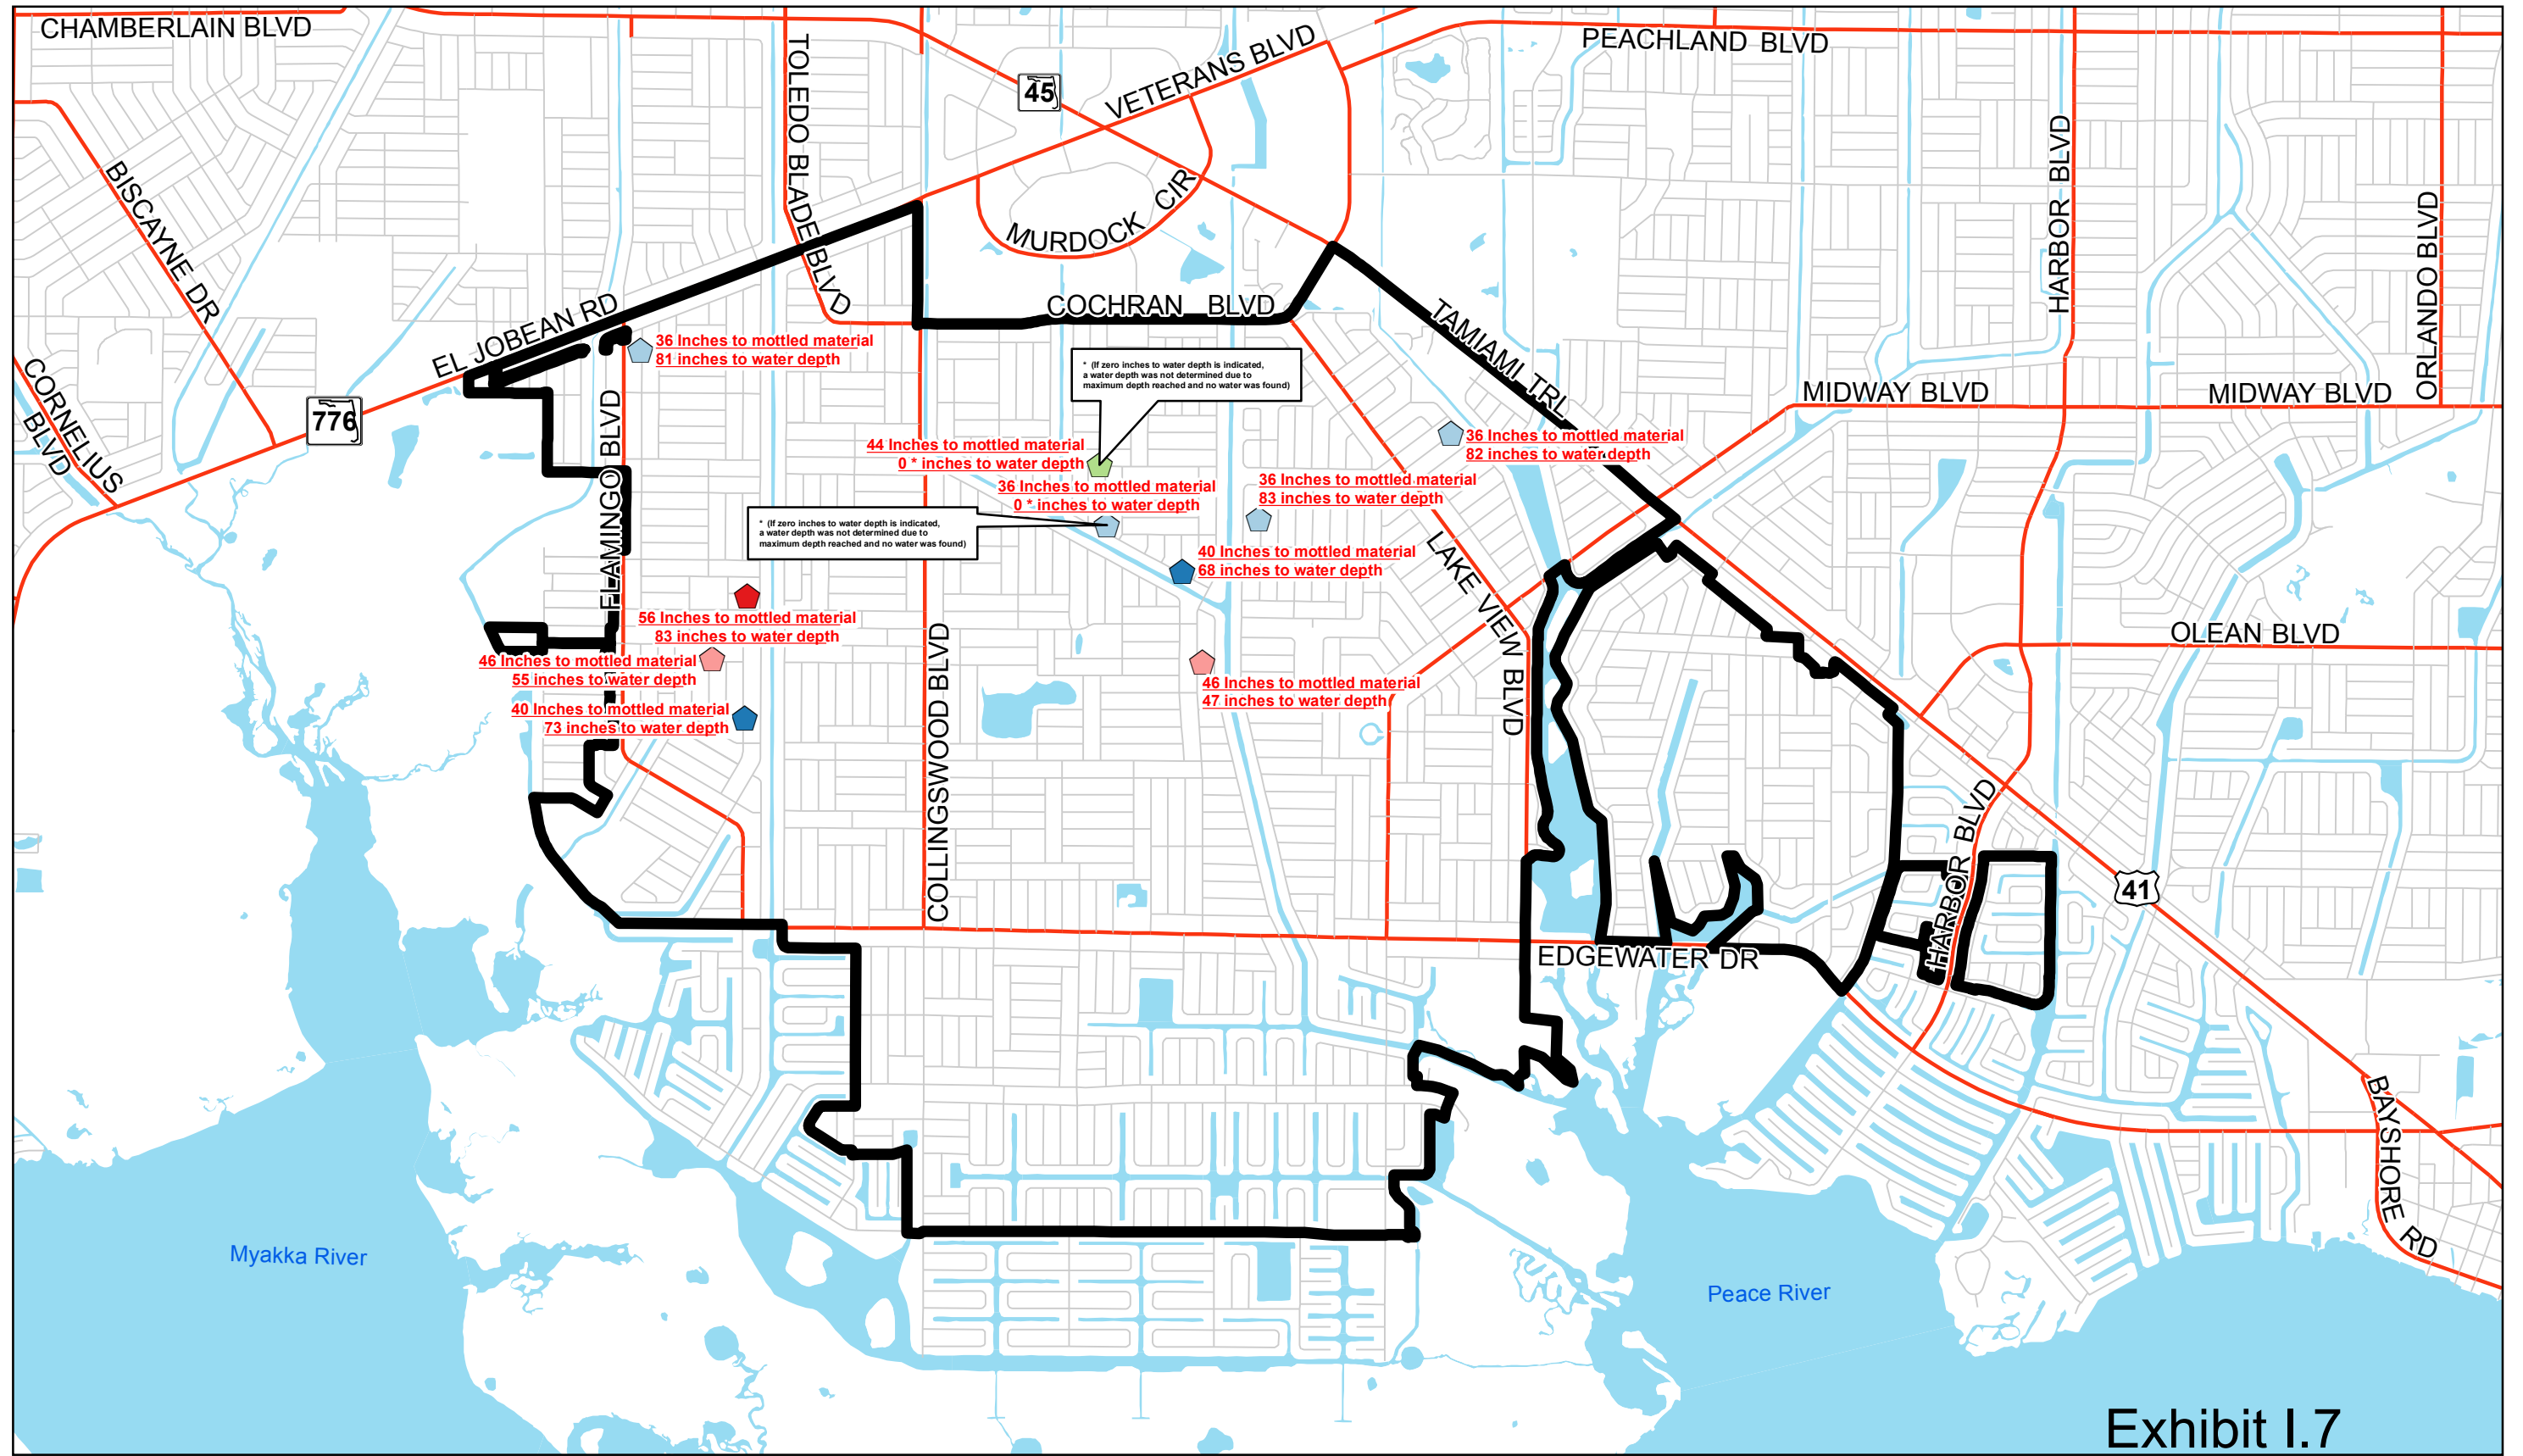 CHAMBERLAIN BLVD
PEACHLAND BLVD
VETERANS BLVD
TOLEDO BLADE BLVD
45
MURDOCK CIR
BISCAYNE DR
HARBOR BLVD
ORLANDO BLVD
COCHRAN BLVD
EL JOBEAN RD
TAMIAMI TRL
36 Inches to mottled material
81 inches to water depth
* (If zero inches to water depth is indicated,
a water depth was not determined due to
maximum depth reached and no water was found)
CORNELIUS
BLVD
776
FLAMINGO BLVD
MIDWAY BLVD
MIDWAY BLVD
44 Inches to mottled material
0 * inches to water depth
36 Inches to mottled material
82 inches to water depth
36 Inches to mottled material
0 * inches to water depth
36 Inches to mottled material
83 inches to water depth
* (If zero inches to water depth is indicated,
a water depth was not determined due to
maximum depth reached and no water was found)
40 Inches to mottled material
68 inches to water depth
LAKE VIEW BLVD
56 Inches to mottled material
83 inches to water depth
OLEAN BLVD
46 Inches to mottled material
55 inches to water depth
46 Inches to mottled material
47 inches to water depth
40 Inches to mottled material
73 inches to water depth
COLLINGSWOOD BLVD
HARBOR BLVD
HARBOR
41
EDGEWATER DR
BAYSHORE RD
Myakka River
Peace River
Exhibit I.7